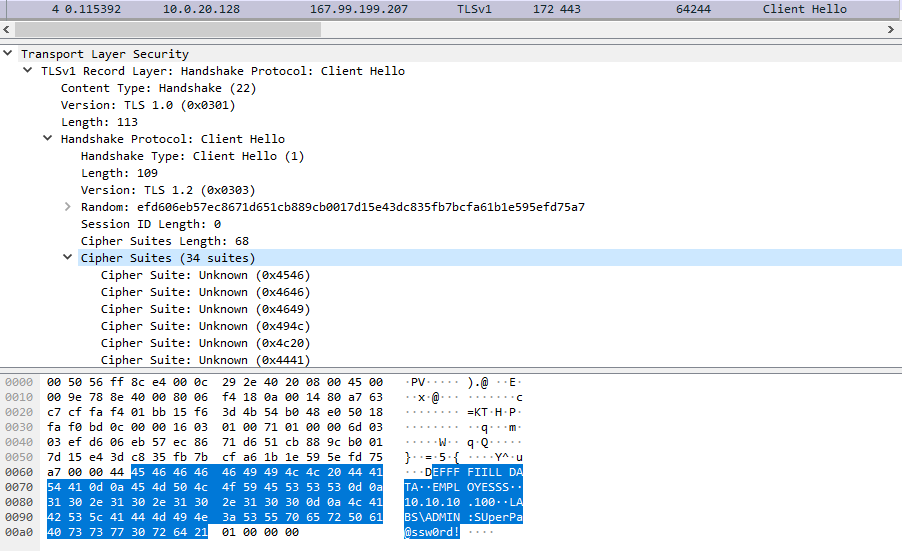 4 0.115392 10.0.20.128 167.99.199.207 TLSv1 172 443 64244 Client Hello
Transport Layer Security
TLSv1 Record Layer: Handshake Protocol: Client Hello
Content Type: Handshake (22)
Version: TLS 1.0 (0x0301)
Length: 113
Handshake Protocol: Client Hello
Handshake Type: Client Hello (1)
Length: 109
Version: TLS 1.2 (0x0303)
Random: efd606eb57ec8671d651cb889cb0017d15e43dc835fb7bcfa61b1e595efd75a7
Session ID Length: 0
Cipher Suites Length: 68
Cipher Suites (34 suites)
Cipher Suite: Unknown (0x4546)
Cipher Suite: Unknown (0x4646)
Cipher Suite: Unknown (0x4649)
Cipher Suite: Unknown (0x494c)
Cipher Suite: Unknown (0x4c20)
Cipher Suite: Unknown (0x4441)
0000 00 50 56 ff 8c e4 00 0c 29 2e 40 20 08 00 45 00 ·PV····· ).@ ··E·
0010 00 9e 78 8e 40 00 80 06 f4 18 0a 00 14 80 a7 63 ··x·@··· ·······c
0020 c7 cf fa f4 01 bb 15 f6 3d 4b 54 b0 48 e0 50 18 ········ =KT·H·P·
0030 fa f0 bd 0c 00 00 16 03 01 00 71 01 00 00 6d 03 ········ ··q···m·
0040 03 ef d6 06 eb 57 ec 86 71 d6 51 cb 88 9c b0 01 ·····W·· q·Q·····
0050 7d 15 e4 3d c8 35 fb 7b cf a6 1b 1e 59 5e fd 75 }··=·5·{ ····Y^·u
0060 a7 00 00 44 45 46 46 46 46 49 49 4c 4c 20 44 41 ···DEFFF FIILL DA
0070 54 41 0d 0a 45 4d 50 4c 4f 59 45 53 53 53 0d 0a TA··EMPL OYESSS··
0080 31 30 2e 31 30 2e 31 30 2e 31 30 30 0d 0a 4c 41 10.10.10 .100··LA
0090 42 53 5c 41 44 4d 49 4e 3a 53 55 70 65 72 50 61 BS\ADMIN :SUperPa
00a0 40 73 73 77 30 72 64 21 01 00 00 00 @ssw0rd! ····